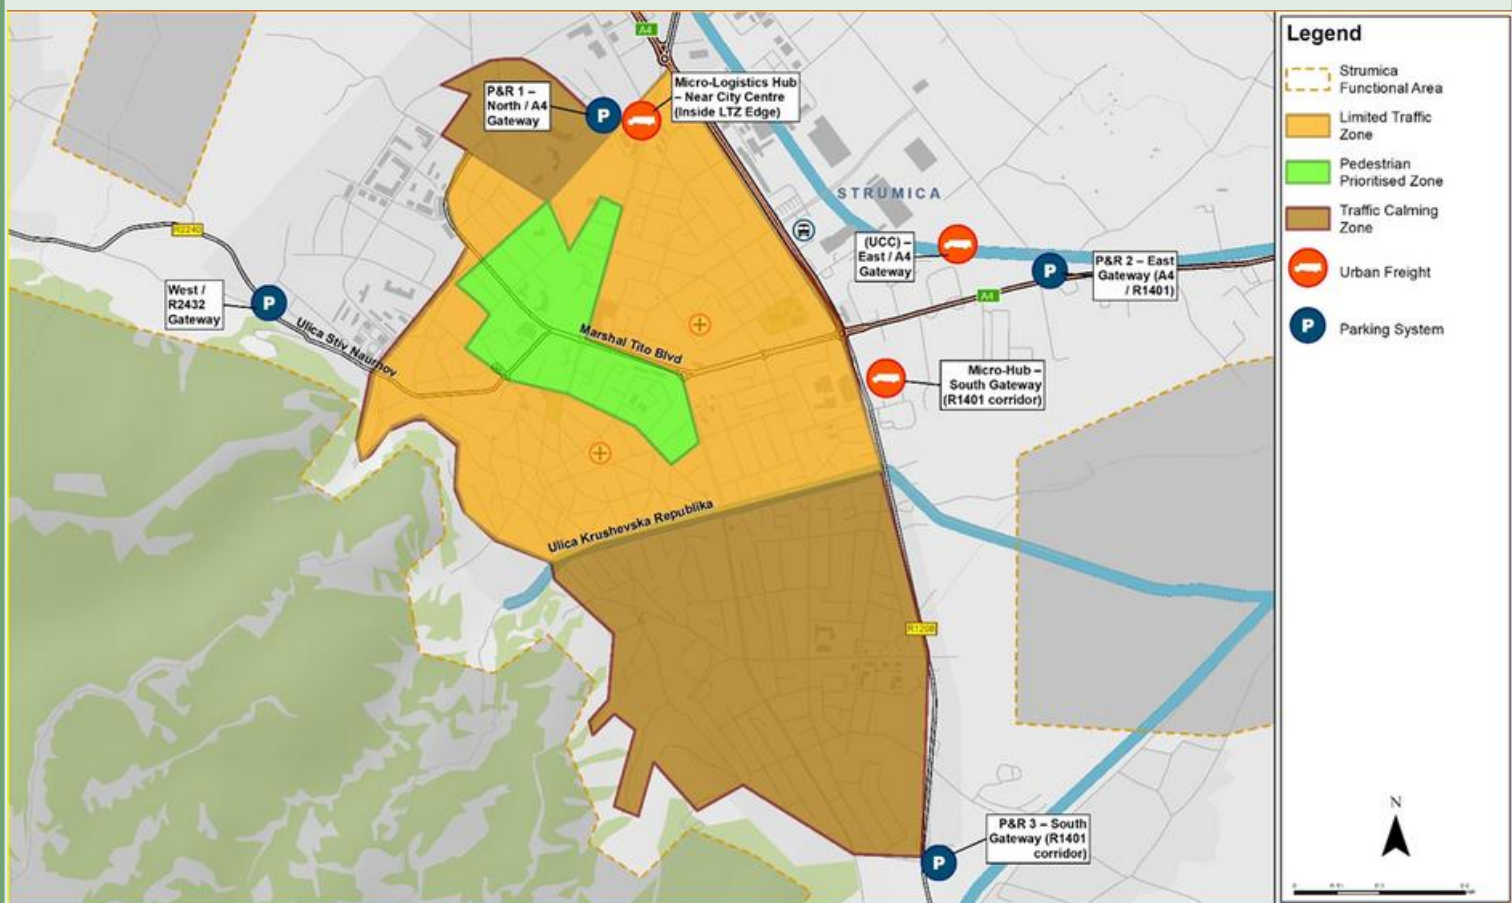 A4
P&R 1 –
North / A4
Gateway
Micro-Logistics Hub
– Near City Centre
(Inside LTZ Edge)
STRUMICA
R2240
(UCC) –
East / A4
Gateway
P&R 2 – East
Gateway (A4
/ R1401)
A4
West /
R2432
Gateway
Ulica Stiv Naumov
Marshal Tito Blvd
Micro-Hub –
South Gateway
(R1401 corridor)
Ulica Krushevska Republika
R1208
P&R 3 – South
Gateway (R1401
corridor)
P
P
P
P
Legend
Strumica
Functional Area
Limited Traffic
Zone
Pedestrian
Prioritised Zone
Traffic Calming
Zone
Urban Freight
P
Parking System
N